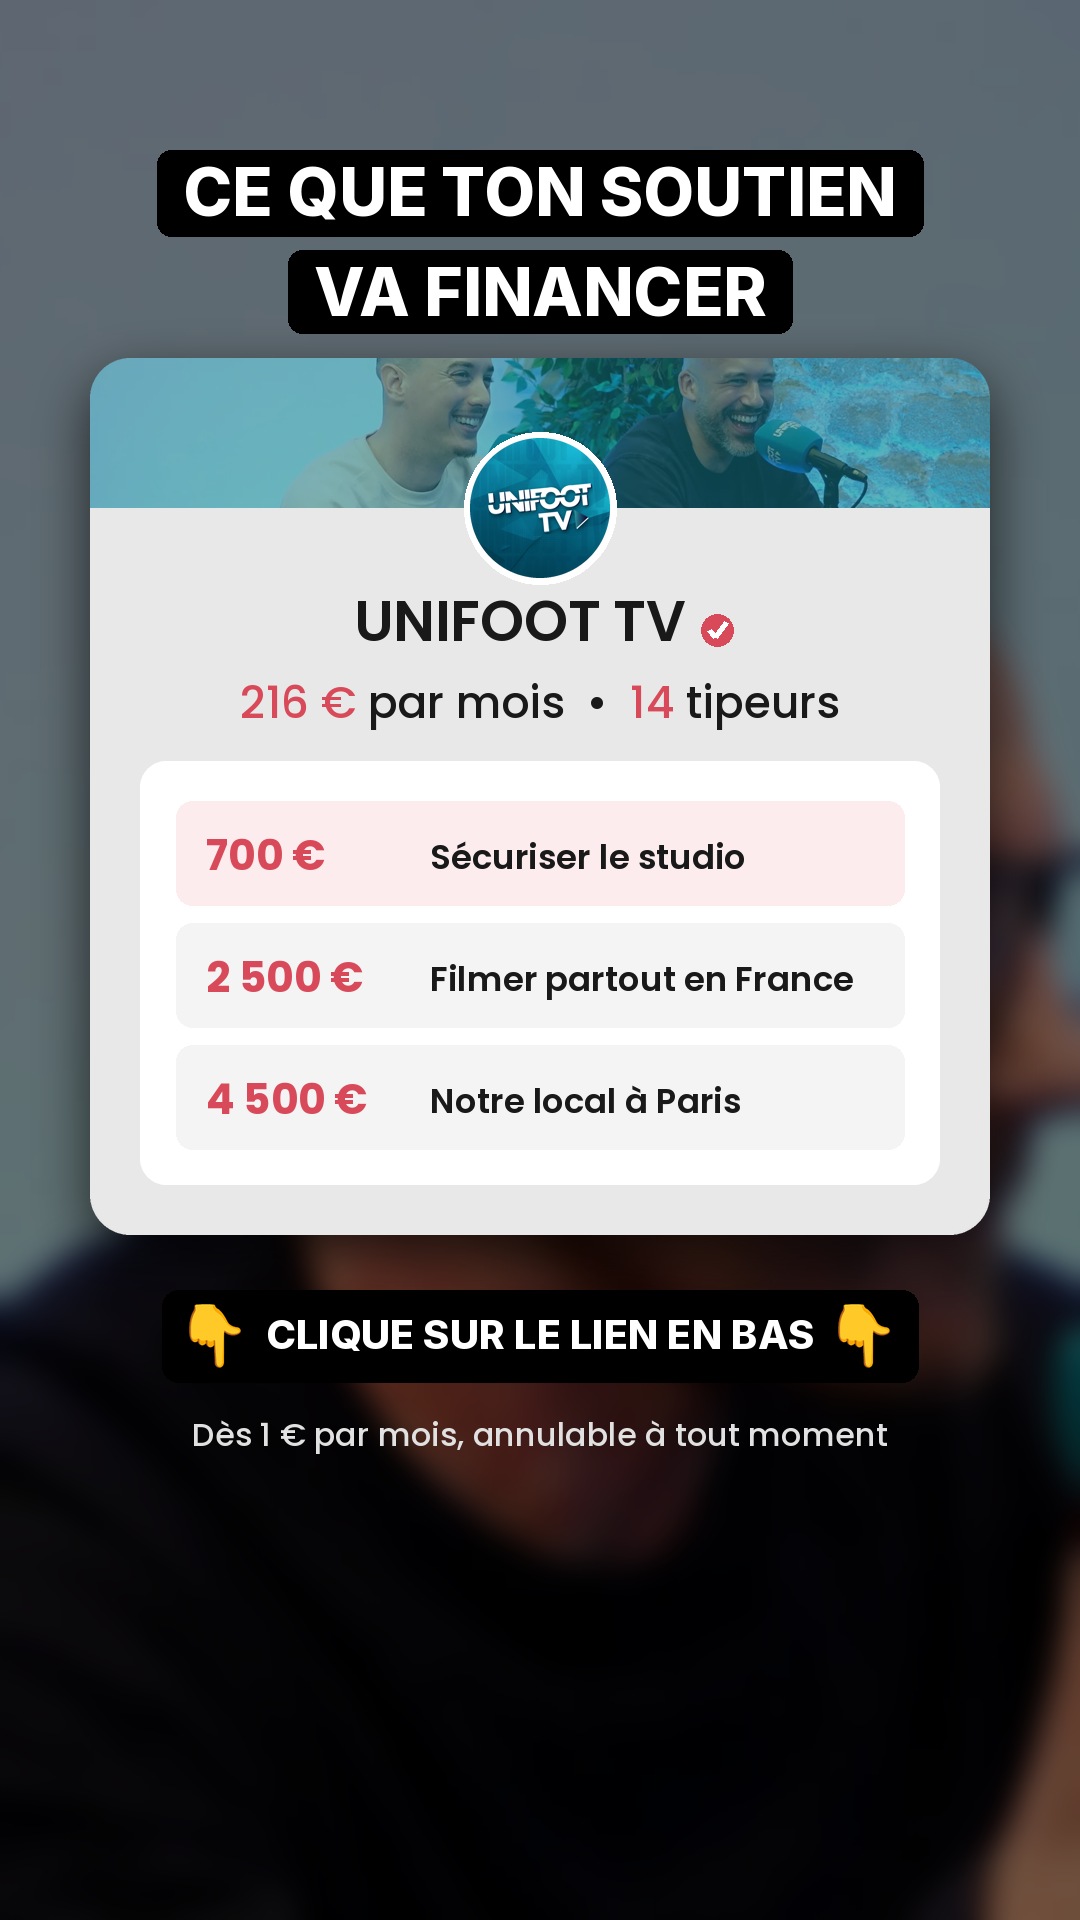 CE QUE TON SOUTIEN
VA FINANCER
UNIFOOT
TV
UNIFOOT TV
216 € par mois • 14 tipeurs
700 € Sécuriser le studio
2 500 € Filmer partout en France
4 500 € Notre local à Paris
👇 CLIQUE SUR LE LIEN EN BAS 👇
Dès 1 € par mois, annulable à tout moment